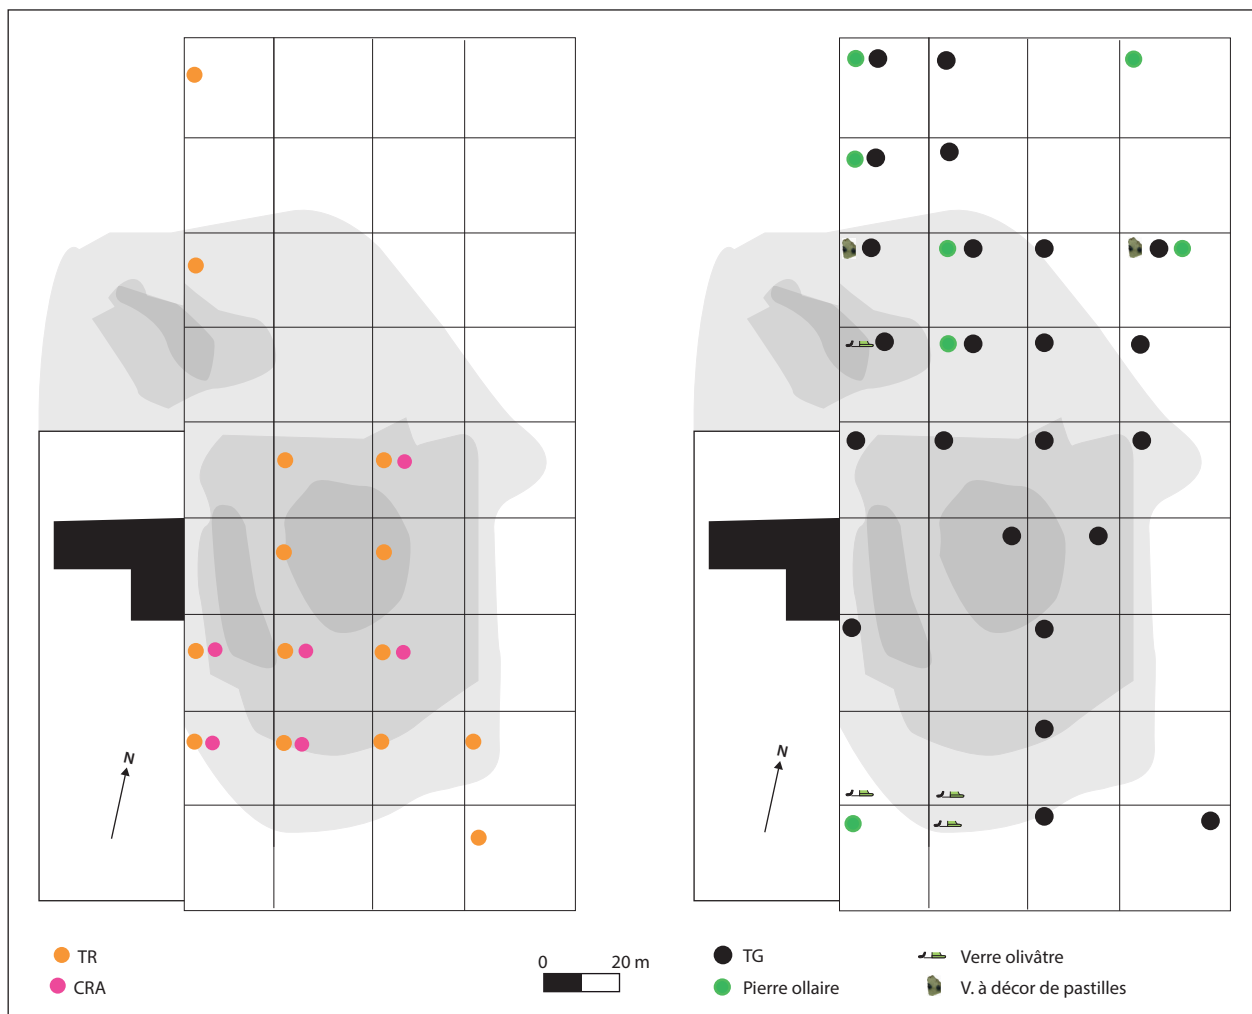 N
N
TR
CRA
0 20 m
TG
Pierre ollaire
Verre olivâtre
V. à décor de pastilles